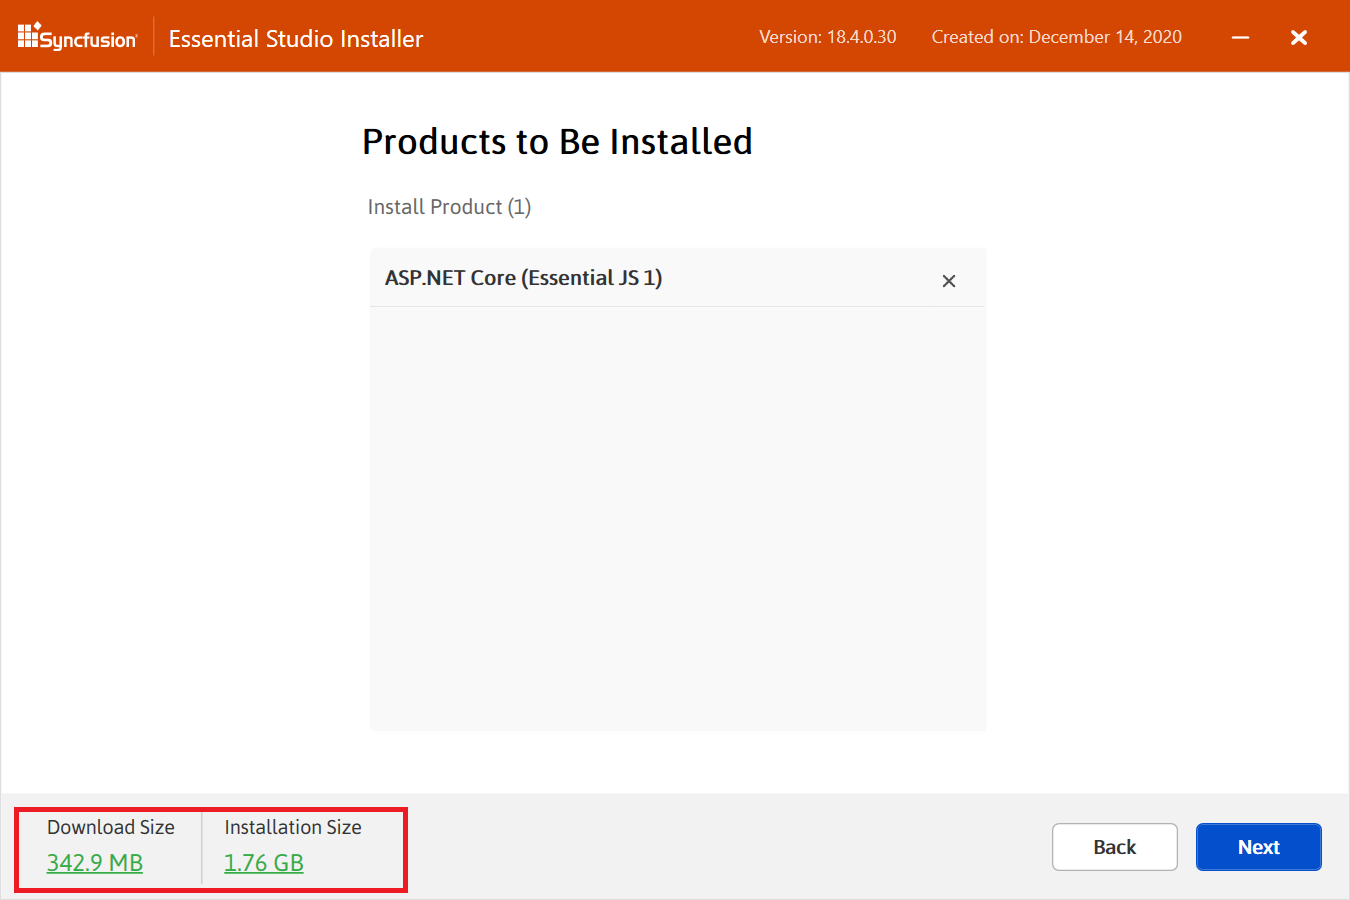 Syncfusion Essential Studio Installer Version: 18.4.0.30 Created on: December 14, 2020
Products to Be Installed
Install Product (1)
ASP.NET Core (Essential JS 1)
Download Size Installation Size
342.9 MB 1.76 GB
Back Next